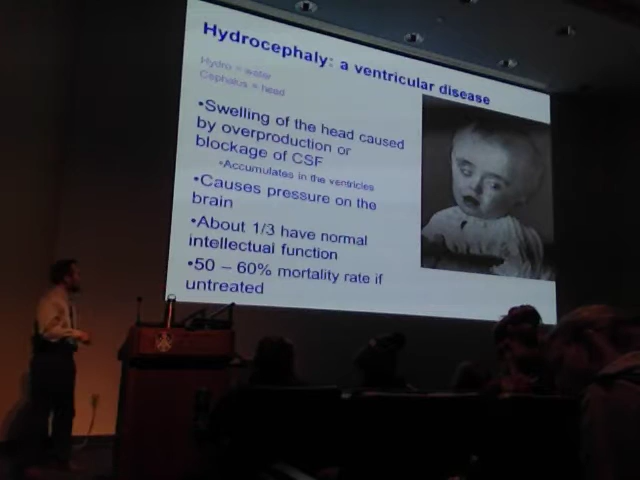 Hydrocephaly: a ventricular disease
Hydro = water
Cephalus = head
•Swelling of the head caused
by overproduction or
blockage of CSF
•Accumulates in the ventricles
•Causes pressure on the
brain
•About 1/3 have normal
intellectual function
•50 – 60% mortality rate if
untreated